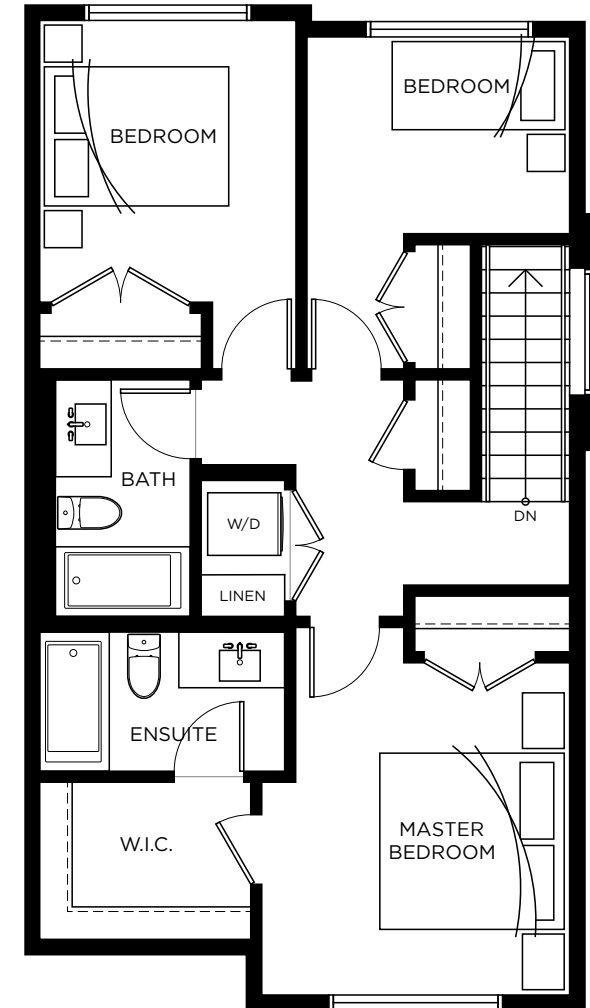 BEDROOM
BEDROOM
BATH
W/D
DN
LINEN
ENSUITE
W.I.C.
MASTER
BEDROOM